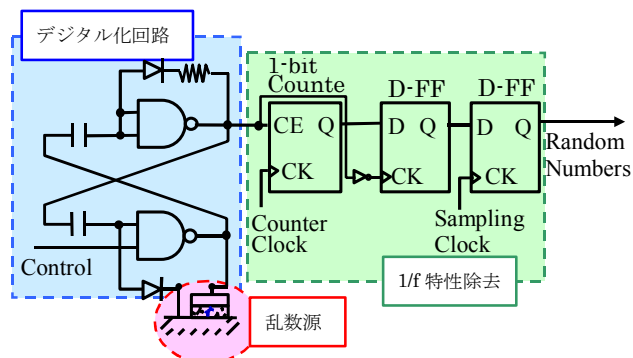 デジタル化回路
1-bit
Counte
D-FF
D-FF
CE Q
CK
D Q
CK
D Q
CK
Random
Numbers
Counter
Clock
Sampling
Clock
Control
1/f 特性除去
乱数源